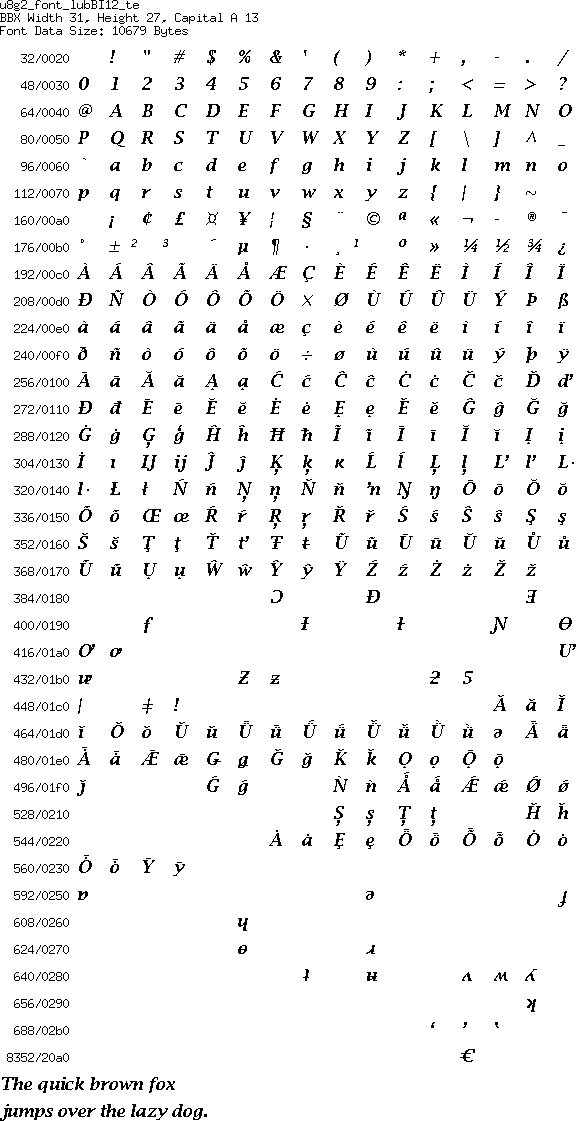 u8g2_font_lubBI12_te
BBX Width 31, Height 27, Capital A 13
Font Data Size: 10679 Bytes
32/0020 ! " # $ % & ' ( ) * + , - . /
48/0030 0 1 2 3 4 5 6 7 8 9 : ; < = > ?
64/0040 @ A B C D E F G H I J K L M N O
80/0050 P Q R S T U V W X Y Z [ \ ] ^ _
96/0060 ` a b c d e f g h i j k l m n o
112/0070 p q r s t u v w x y z { | } ~
160/00a0 ¡ ¢ £ ¤ ¥ ¦ § ¨ © ª « ¬ - ® ¯
176/00b0 ° ± ² ³ ´ µ ¶ · ¸ ¹ º » ¼ ½ ¾ ¿
192/00c0 À Á Â Ã Ä Å Æ Ç È É Ê Ë Ì Í Î Ï
208/00d0 Ð Ñ Ò Ó Ô Õ Ö × Ø Ù Ú Û Ü Ý Þ ß
224/00e0 à á â ã ä å æ ç è é ê ë ì í î ï
240/00f0 ð ñ ò ó ô õ ö ÷ ø ù ú û ü ý þ ÿ
256/0100 Ā ā Ă ă Ą ą Ć ć Ĉ ĉ Ċ ċ Č č Ď ď
272/0110 Đ đ Ē ē Ĕ ĕ Ė ė Ę ę Ě ě Ĝ ĝ Ğ ğ
288/0120 Ġ ġ Ģ ģ Ĥ ĥ Ħ ħ Ĩ ĩ Ī ī Ĭ ĭ Į į
304/0130 İ ı Ĳ ĳ Ĵ ĵ Ķ ķ ĸ Ĺ ĺ Ļ ļ Ľ ľ Ŀ
320/0140 ŀ Ł ł Ń ń Ņ ņ Ň ň ŉ Ŋ ŋ Ō ō Ŏ ŏ
336/0150 Ő ő Œ œ Ŕ ŕ Ŗ ŗ Ř ř Ś ś Ŝ ŝ Ş ş
352/0160 Š š Ţ ţ Ť ť Ŧ ŧ Ũ ũ Ū ū Ŭ ŭ Ů ů
368/0170 Ű ű Ų ų Ŵ ŵ Ŷ ŷ Ÿ Ź ź Ż ż Ž ž
384/0180 Ɔ Ɖ Ǝ
400/0190 ƒ Ɨ ƚ Ɲ Ɵ
416/01a0 Ơ ơ Ư
432/01b0 ư Ƶ ƶ ƻ 5
448/01c0 ǀ ǂ ǃ Ǎ ǎ Ǐ
464/01d0 ǐ Ǒ ǒ Ǔ ǔ Ǖ ǖ Ǘ ǘ Ǚ ǚ Ǜ ǜ ǝ Ǟ ǟ
480/01e0 Ǡ ǡ Ǣ ǣ Ǥ ǥ Ǧ ǧ Ǩ ǩ Ǫ ǫ Ǭ ǭ
496/01f0 ǰ Ǵ ǵ Ǹ ǹ Ǻ ǻ Ǽ ǽ Ǿ ǿ
528/0210 Ș ș Ț ț Ȟ ȟ
544/0220 Ȧ ȧ Ȩ ȩ Ȫ ȫ Ȭ ȭ Ȯ ȯ
560/0230 Ȱ ȱ Ȳ ȳ
592/0250 ɐ ə ɟ
608/0260 ɥ
624/0270 ɵ ɹ
640/0280 ʇ ʉ ʌ ʍ ʎ
656/0290 ʞ
688/02b0 ʻ ʼ ʽ
8352/20a0 €
The quick brown fox
jumps over the lazy dog.